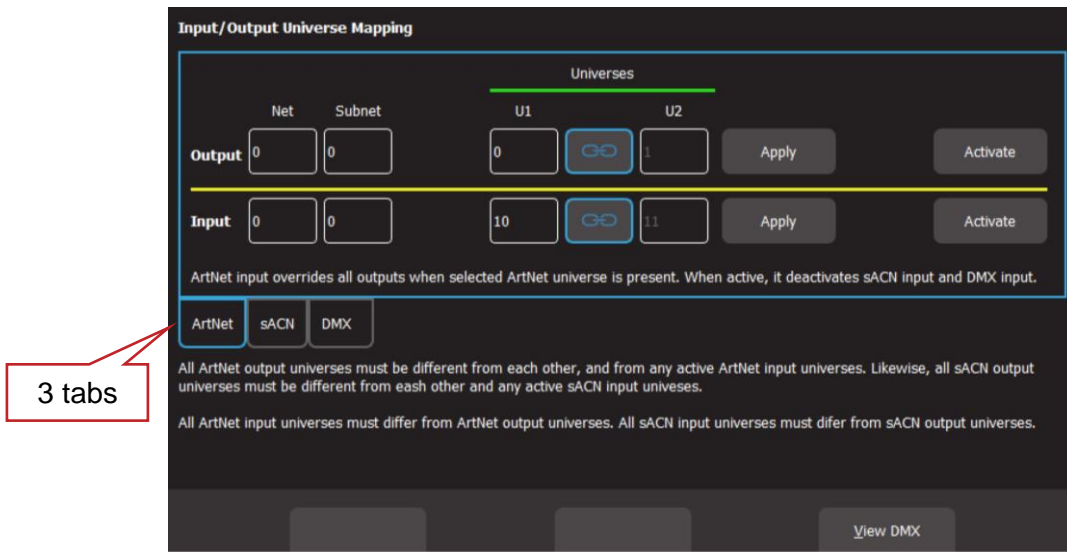 Input/Output Universe Mapping
Universes
Net Subnet U1 U2
Output 0 0 0 1 Apply Activate
Input 0 0 10 11 Apply Activate
ArtNet input overrides all outputs when selected ArtNet universe is present. When active, it deactivates sACN input and DMX input.
ArtNet sACN DMX
3 tabs
All ArtNet output universes must be different from each other, and from any active ArtNet input universes. Likewise, all sACN output
universes must be different from eash other and any active sACN input univeses.
All ArtNet input universes must differ from ArtNet output universes. All sACN input universes must difer from sACN output universes.
View DMX